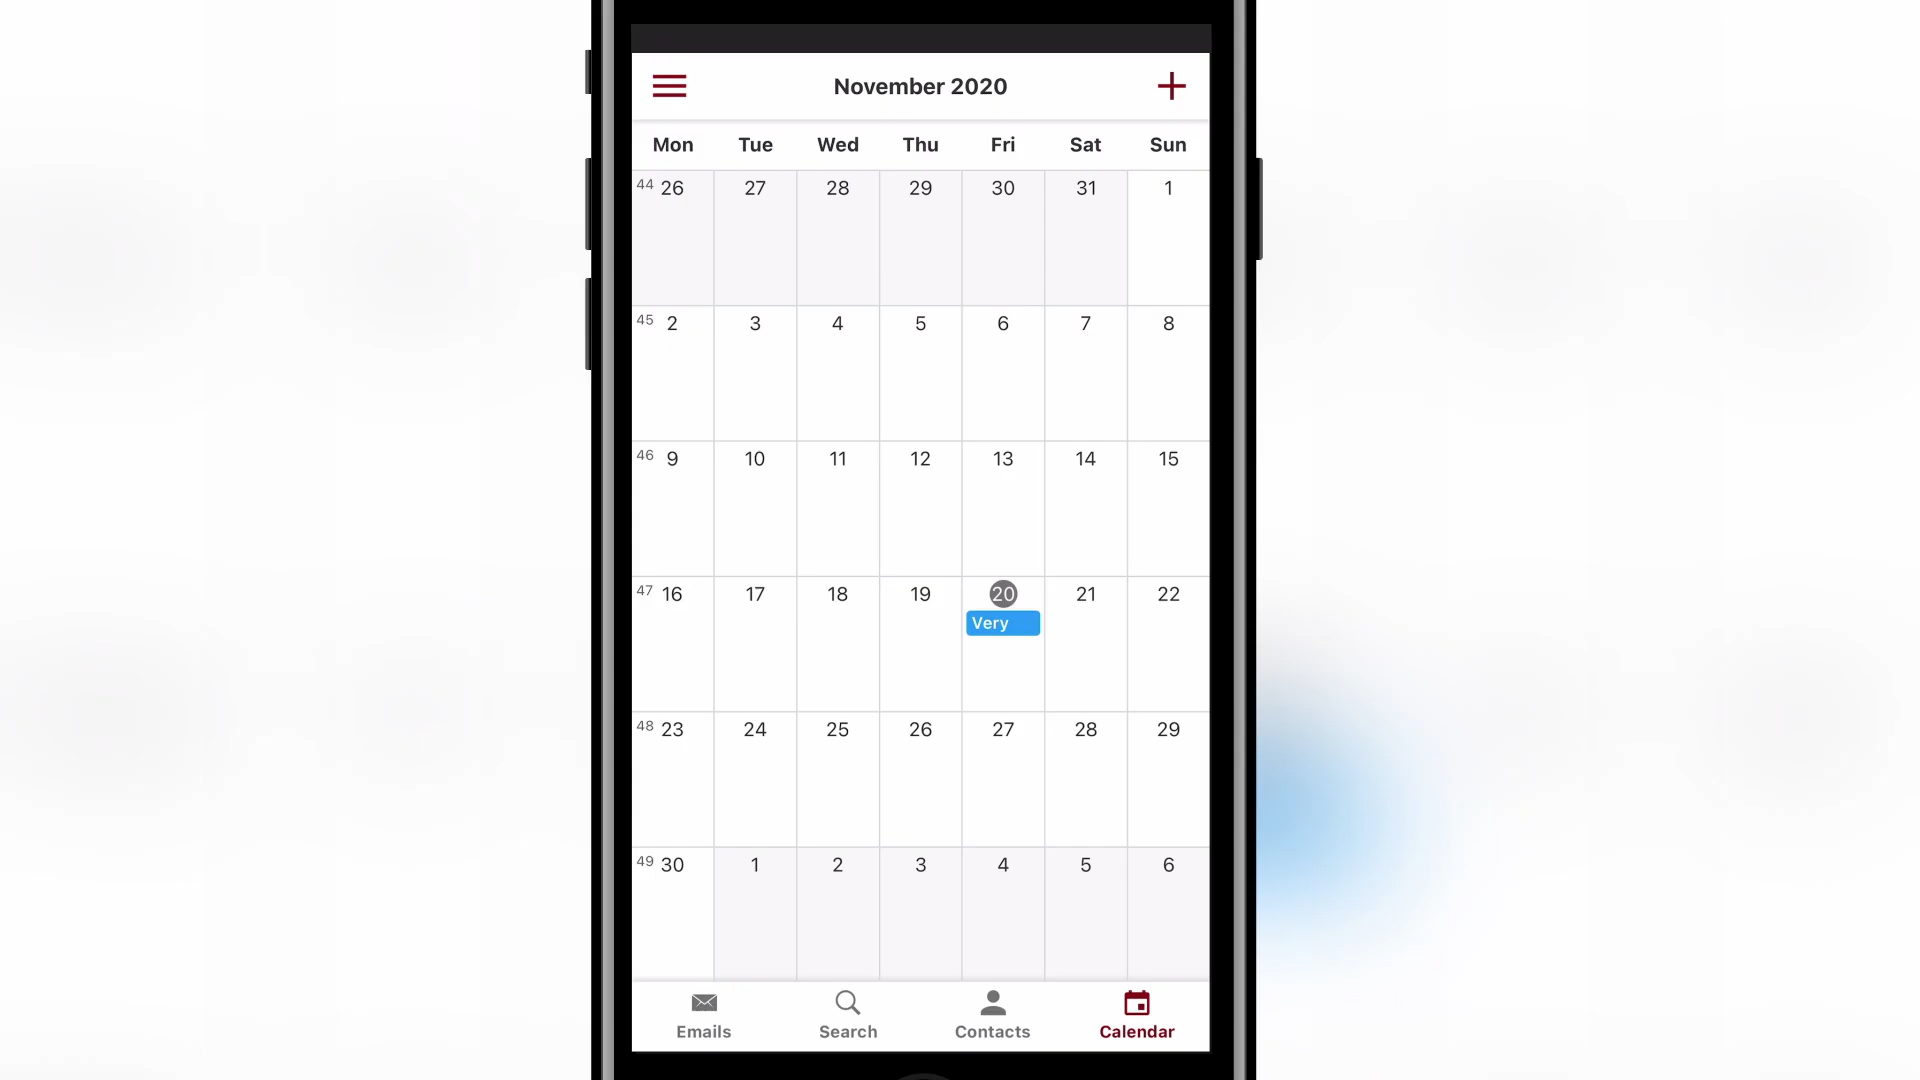 November 2020
Mon Tue Wed Thu Fri Sat Sun
44 26 27 28 29 30 31 1
45 2 3 4 5 6 7 8
46 9 10 11 12 13 14 15
47 16 17 18 19 20 21 22
Very
48 23 24 25 26 27 28 29
49 30 1 2 3 4 5 6
Emails Search Contacts Calendar